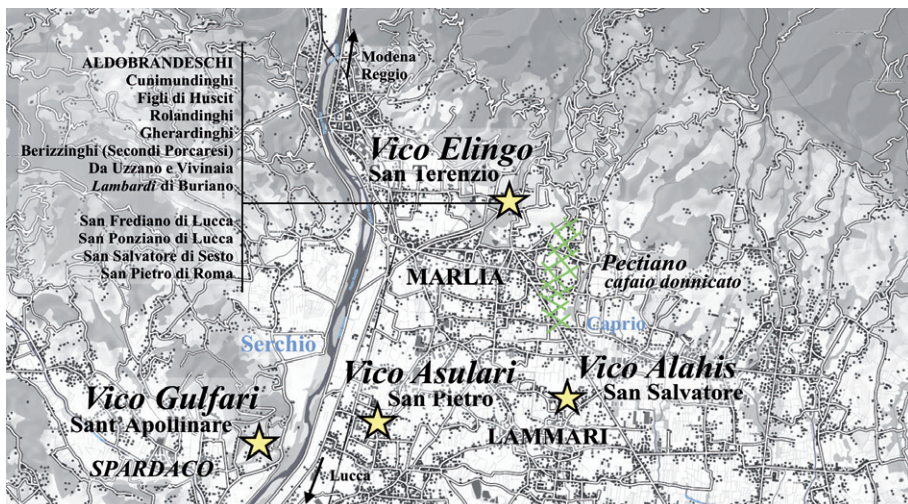 ALDOBRANDESCHI
Cunimundinghi
Figli di Huscit
Rolandinghi
Gherardinghi
Berizzinghi (Secondi Porcaresi)
Da Uzzano e Vivinaia
Lambardi di Buriano
San Frediano di Lucca
San Ponziano di Lucca
San Salvatore di Sesto
San Pietro di Roma
Modena
Reggio
Vico Elingo
San Terenzio
MARLIA
Pectiano
cafaio donnicato
Caprio
Serchio
Vico Gulfari
Sant Apollinare
SPARDACO
Vico Asulari
San Pietro
Vico Alahis
San Salvatore
LAMMARI
Lucca